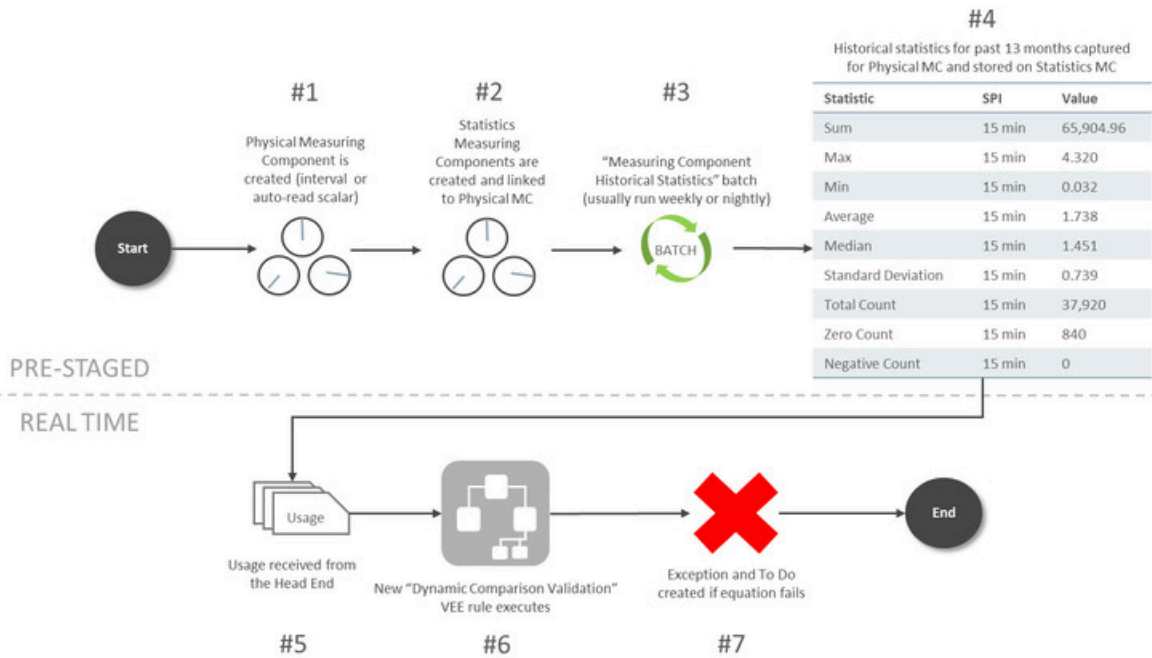 #4
Historical statistics for past 13 months captured
for Physical MC and stored on Statistics MC
Statistic SPI Value
Sum 15 min 65,904.96
Max 15 min 4.320
Min 15 min 0.032
Average 15 min 1.738
Median 15 min 1.451
Standard Deviation 15 min 0.739
Total Count 15 min 37,920
Zero Count 15 min 840
Negative Count 15 min 0
#1
Physical Measuring
Component is
created (interval or
auto-read scalar)
#2
Statistics
Measuring
Components are
created and linked
to Physical MC
#3
“Measuring Component
Historical Statistics” batch
(usually run weekly or nightly)
Start
BATCH
PRE-STAGED
REAL TIME
Usage
Usage received from
the Head End
#5
New “Dynamic Comparison Validation”
VEE rule executes
#6
Exception and To Do
created if equation fails
#7
End